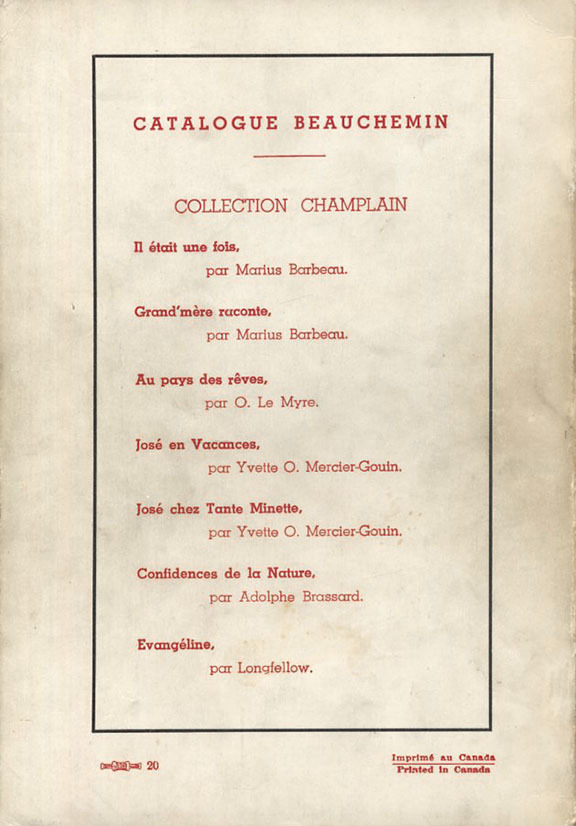 CATALOGUE BEAUCHEMIN
COLLECTION CHAMPLAIN
Il était une fois,
par Marius Barbeau.
Grand'mère raconte,
par Marius Barbeau.
Au pays des rêves,
par O. Le Myre.
José en Vacances,
par Yvette O. Mercier-Gouin.
José chez Tante Minette,
par Yvette O. Mercier-Gouin.
Confidences de la Nature,
par Adolphe Brassard.
Evangéline,
par Longfellow.
20
Imprimé au Canada
Printed in Canada